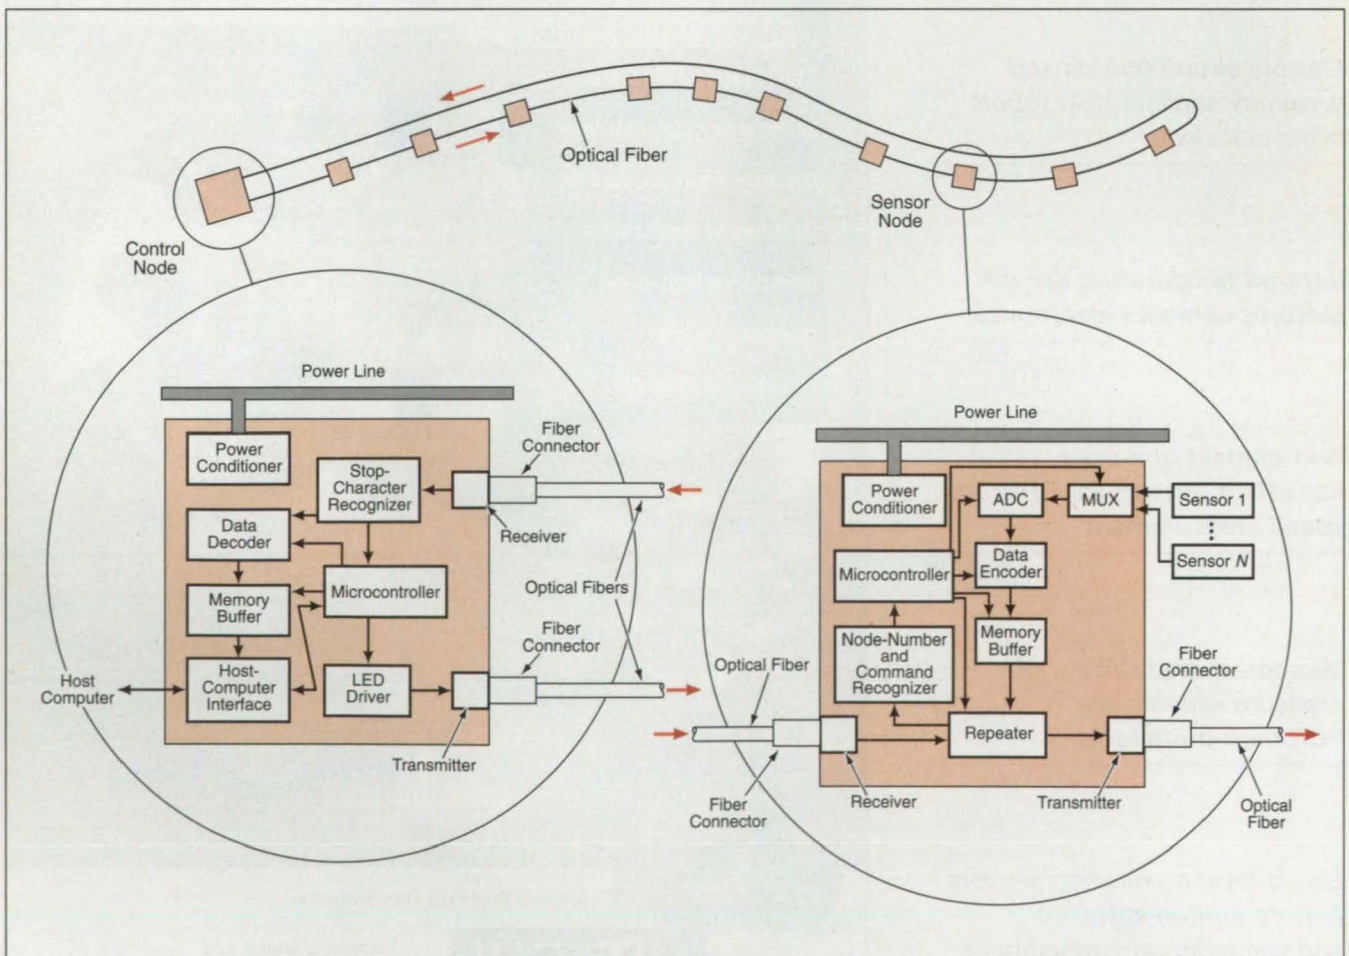 Optical Fiber
Control
Node
Sensor
Node
Power Line
Power
Conditioner
Stop-
Character
Recognizer
Fiber
Connector
Receiver
Data
Decoder
Microcontroller
Optical Fibers
Memory
Buffer
Fiber
Connector
Host
Computer
Host-
Computer
Interface
LED
Driver
Transmitter
Power Line
Power
Conditioner
ADC
MUX
Sensor 1
Sensor N
Microcontroller
Data
Encoder
Memory
Buffer
Node-Number
and
Command
Recognizer
Optical Fiber
Fiber
Connector
Repeater
Fiber
Connector
Receiver
Transmitter
Optical
Fiber